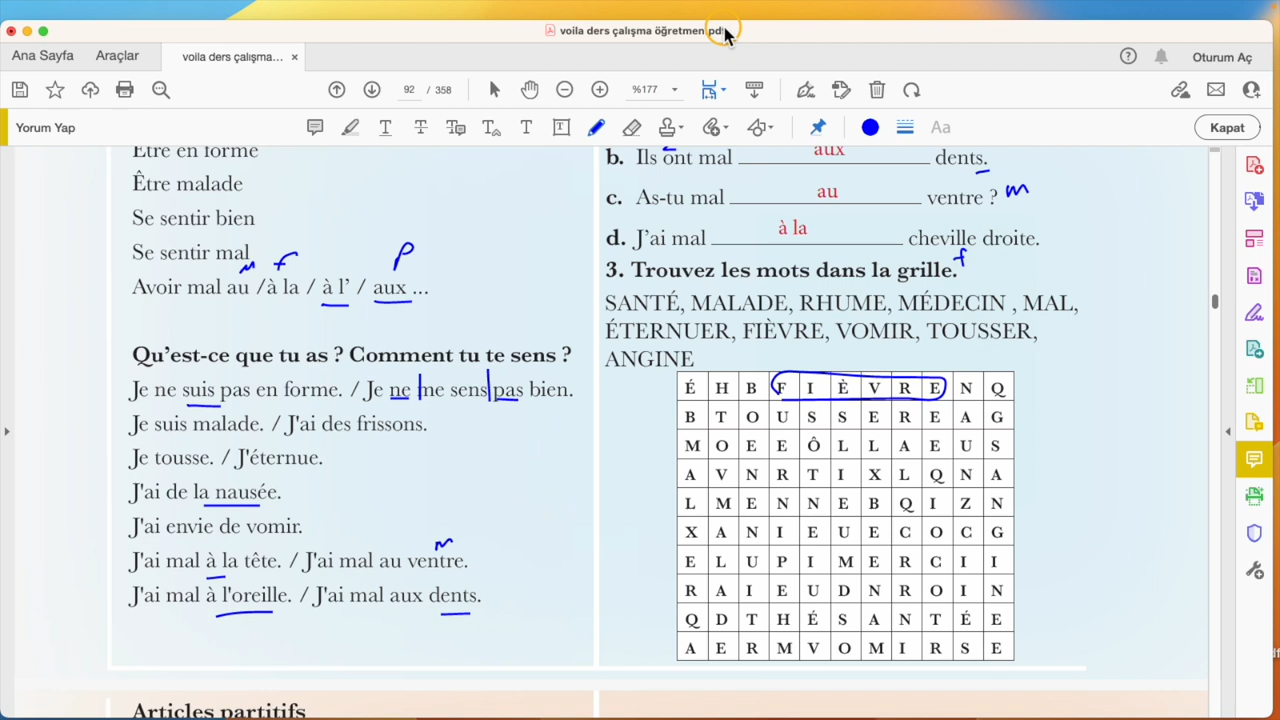 voila ders çalışma öğretmen.pdf
Ana Sayfa Araçlar voila ders çalışma... × Oturum Aç
92 / 358 %177
Yorum Yap Aa Kapat
Être en forme
Être malade
Se sentir bien
Se sentir mal
m f p
Avoir mal au /à la / à l' / aux ...
Qu'est-ce que tu as ? Comment tu te sens ?
Je ne suis pas en forme. / Je ne me sens pas bien.
Je suis malade. / J'ai des frissons.
Je tousse. / J'éternue.
J'ai de la nausée.
J'ai envie de vomir.
m
J'ai mal à la tête. / J'ai mal au ventre.
J'ai mal à l'oreille. / J'ai mal aux dents.
Articles partitifs
b. Ils ont mal aux dents.
c. As-tu mal au ventre ? m
d. J'ai mal à la cheville droite.
f
3. Trouvez les mots dans la grille.
SANTÉ, MALADE, RHUME, MÉDECIN , MAL,
ÉTERNUER, FIÈVRE, VOMIR, TOUSSER,
ANGINE
É H B F I È V R E N Q
B T O U S S E R E A G
M O E E Ô L L A E U S
A V N R T I X L Q N A
L M E N N E B Q I Z N
X A N I E U E C O C G
E L U P I M E R C I I
R A I E U D N R O I N
Q D T H É S A N T É E
A E R M V O M I R S E